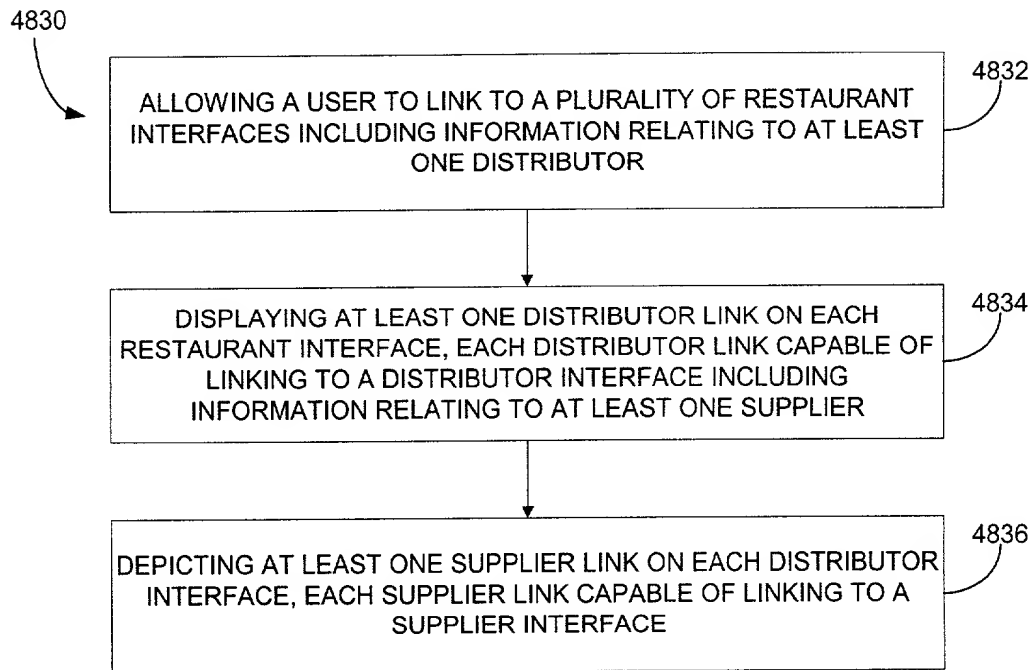 4830
4832
ALLOWING A USER TO LINK TO A PLURALITY OF RESTAURANT
INTERFACES INCLUDING INFORMATION RELATING TO AT LEAST
ONE DISTRIBUTOR
4834
DISPLAYING AT LEAST ONE DISTRIBUTOR LINK ON EACH
RESTAURANT INTERFACE, EACH DISTRIBUTOR LINK CAPABLE OF
LINKING TO A DISTRIBUTOR INTERFACE INCLUDING
INFORMATION RELATING TO AT LEAST ONE SUPPLIER
4836
DEPICTING AT LEAST ONE SUPPLIER LINK ON EACH DISTRIBUTOR
INTERFACE, EACH SUPPLIER LINK CAPABLE OF LINKING TO A
SUPPLIER INTERFACE